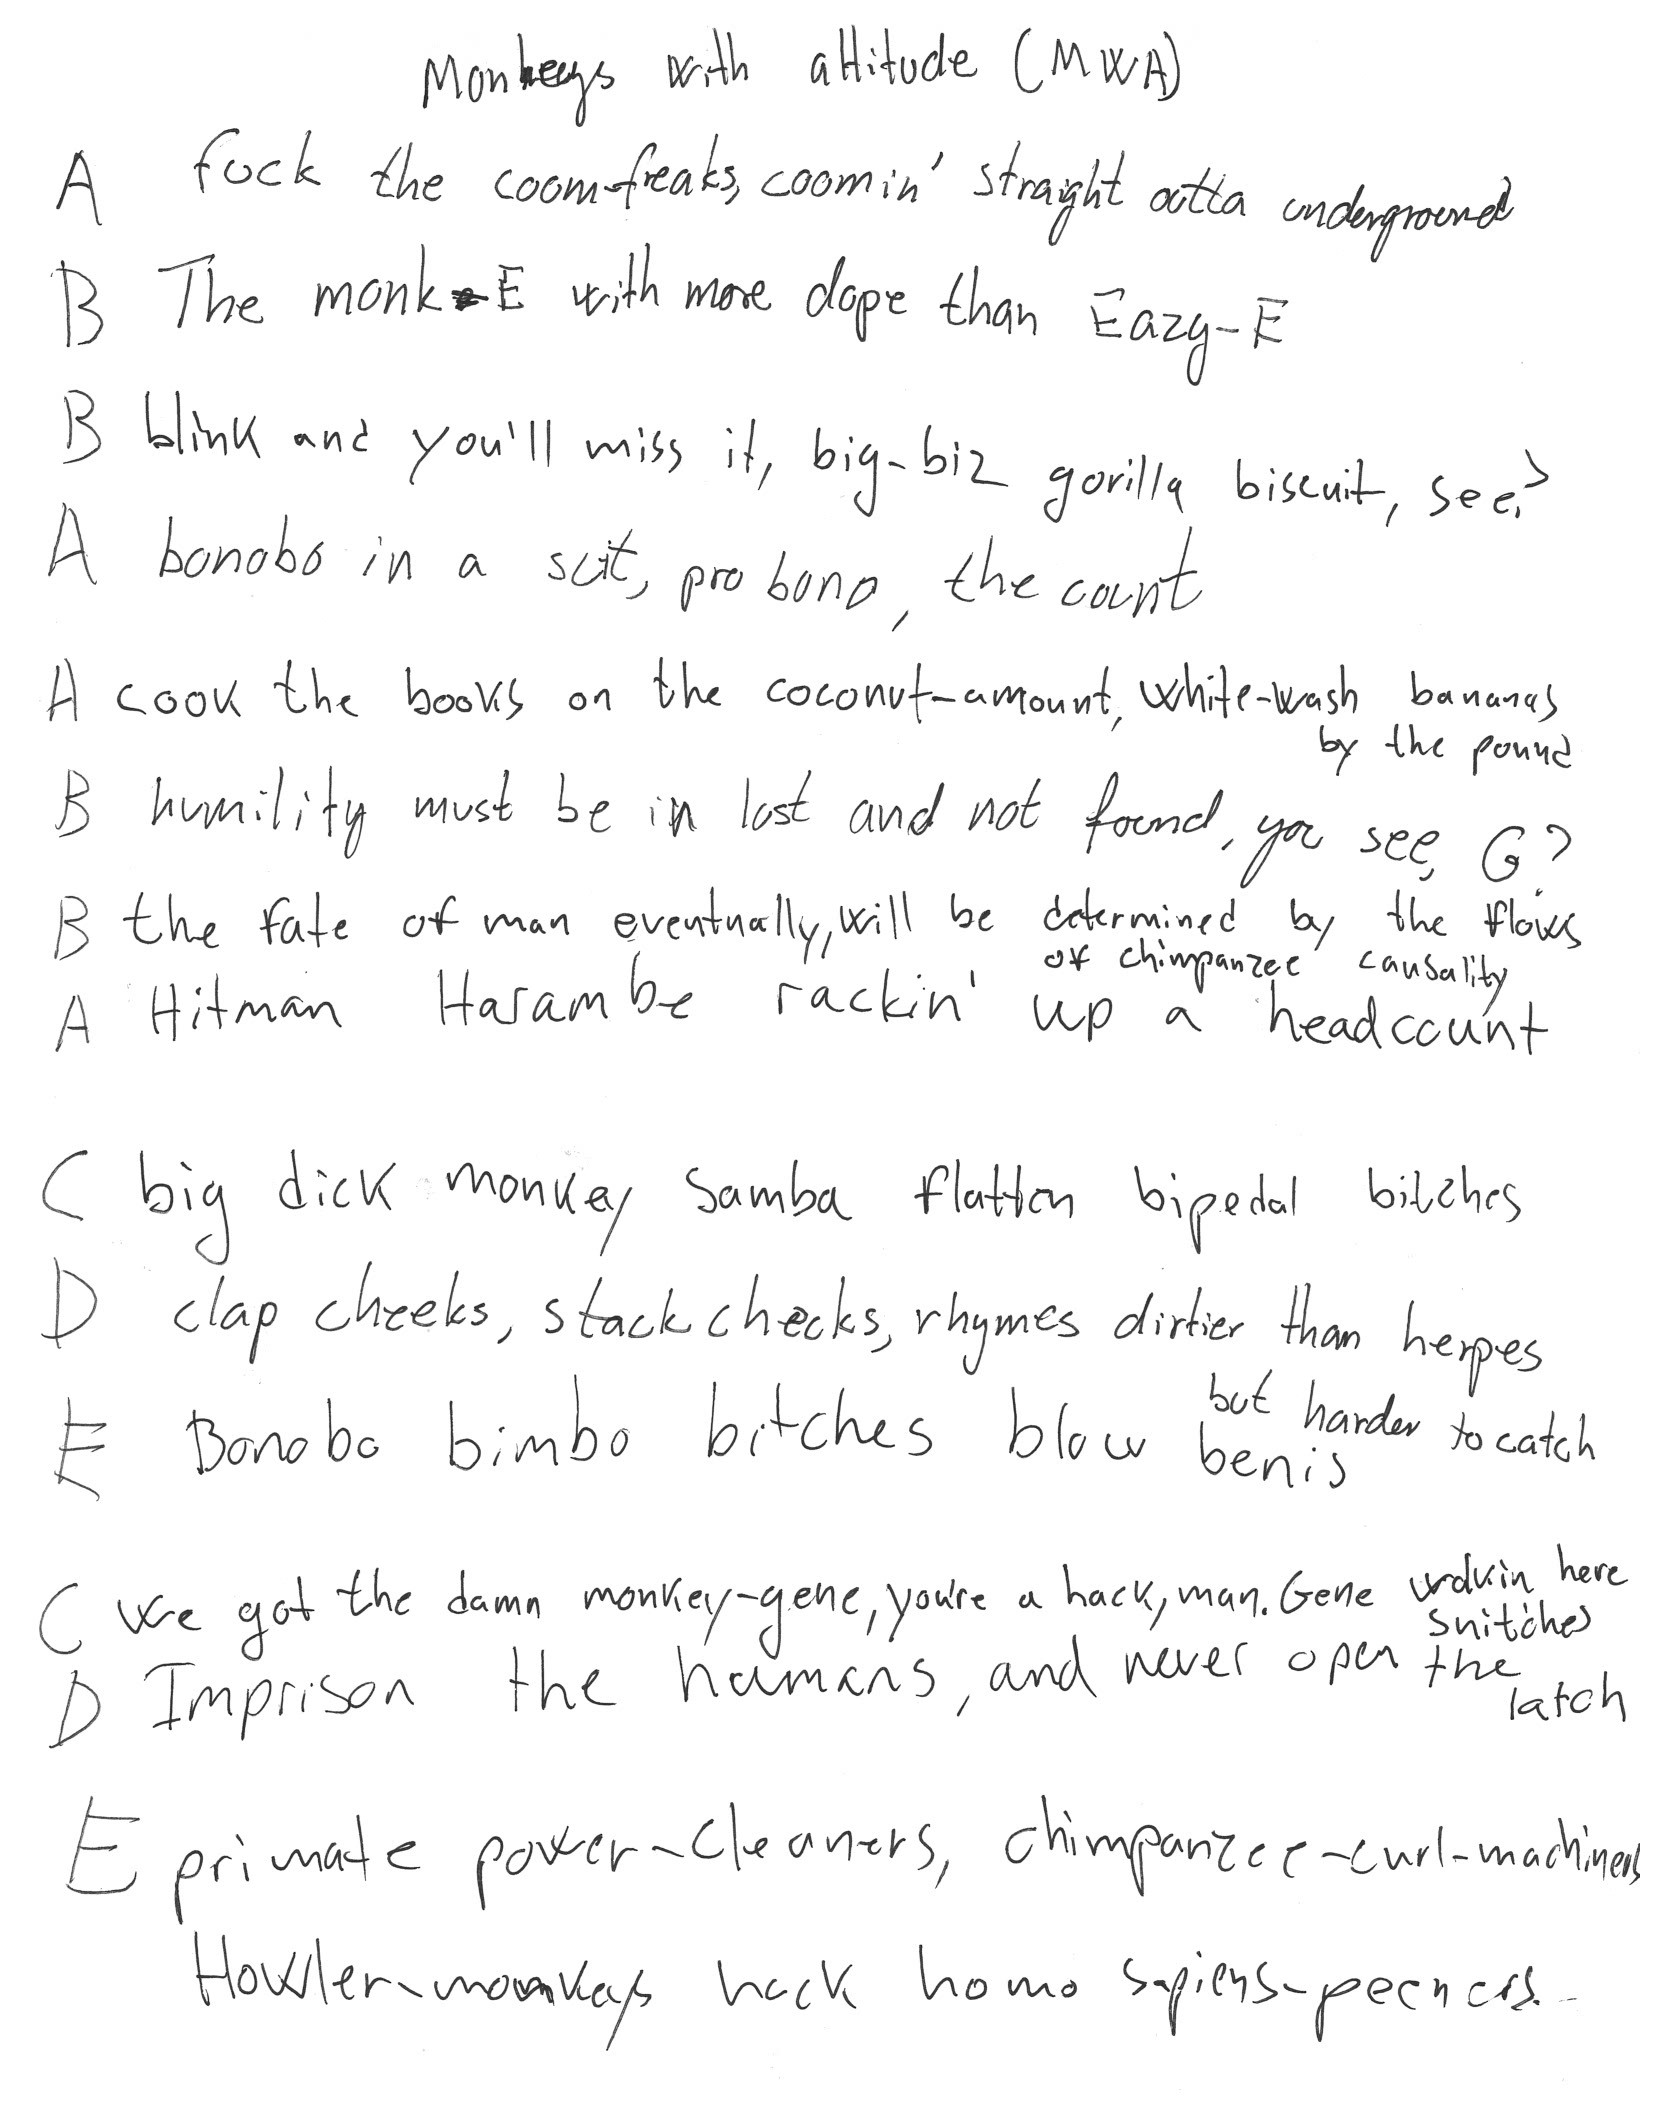 Monkeys with attitude (MWA)
A fuck the coom-freaks, coomin' straight outta underground
B The monk-E with more dope than Eazy-E
B blink and you'll miss it, big-biz gorilla biscuit, see?
A bonobo in a suit, pro bono, the count
A cook the books on the coconut-amount, white-wash bananas
by the pound
B humility must be in lost and not found, you see, G?
B the fate of man eventually, will be determined by the flows
of chimpanzee causality
A Hitman Harambe rackin' up a headcount
C big dick monkey samba flatten bipedal bitches
D clap cheeks, stack checks, rhymes dirtier than herpes
but harder to catch
E Bonobo bimbo bitches blow benis
C we got the damn monkey-gene, you're a hack, man. Gene here
snitches
D Imprison the humans, and never open the
latch
E primate power-cleaners, chimpanzee-curl-machiners
Howler-monkeys hack homo sapiens-peeners.